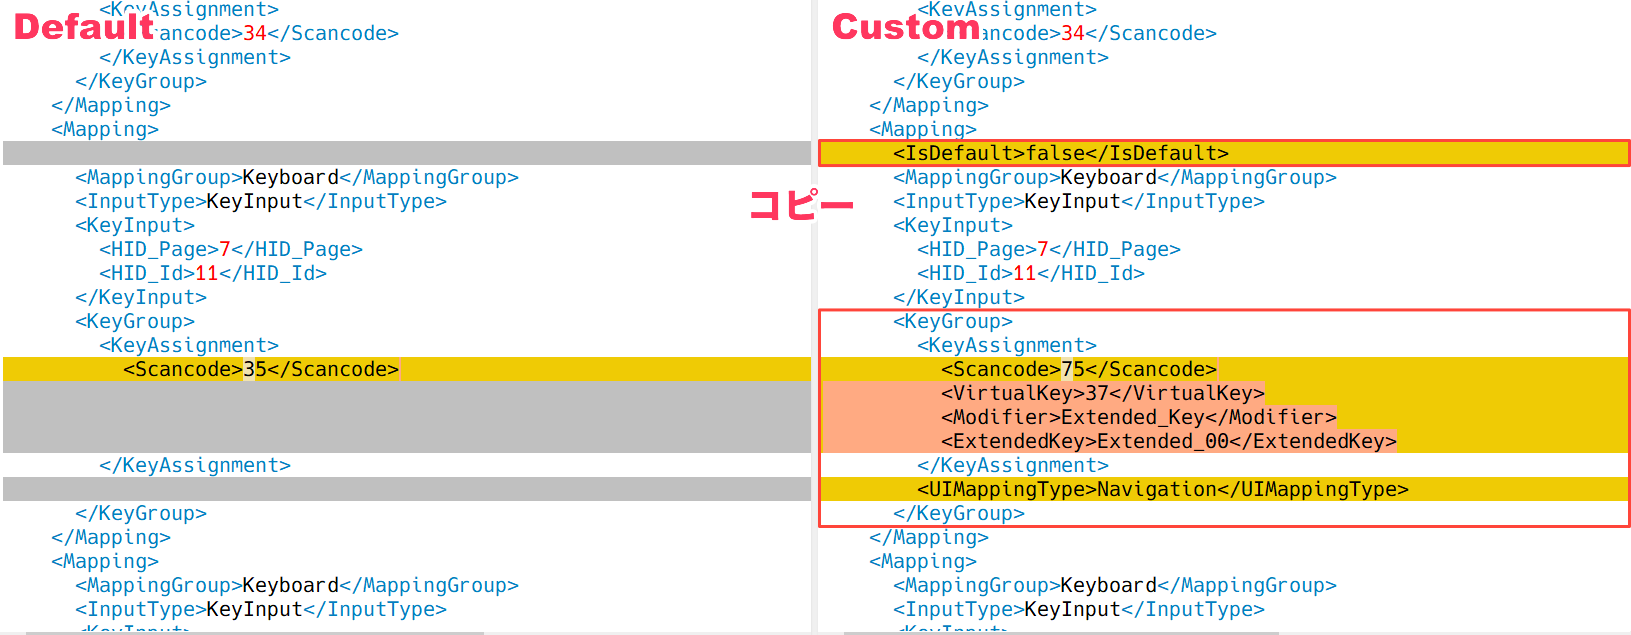 Default
<KeyAssignment>
ancode>34</Scancode>
</KeyAssignment>
</KeyGroup>
</Mapping>
<Mapping>
<MappingGroup>Keyboard</MappingGroup>
<InputType>KeyInput</InputType>
<KeyInput>
<HID_Page>7</HID_Page>
<HID_Id>11</HID_Id>
</KeyInput>
<KeyGroup>
<KeyAssignment>
<Scancode>35</Scancode>
</KeyAssignment>
</KeyGroup>
</Mapping>
<Mapping>
<MappingGroup>Keyboard</MappingGroup>
<InputType>KeyInput</InputType>
<KeyInput>
コピー
Custom
<KeyAssignment>
ancode>34</Scancode>
</KeyAssignment>
</KeyGroup>
</Mapping>
<Mapping>
<IsDefault>false</IsDefault>
<MappingGroup>Keyboard</MappingGroup>
<InputType>KeyInput</InputType>
<KeyInput>
<HID_Page>7</HID_Page>
<HID_Id>11</HID_Id>
</KeyInput>
<KeyGroup>
<KeyAssignment>
<Scancode>75</Scancode>
<VirtualKey>37</VirtualKey>
<Modifier>Extended_Key</Modifier>
<ExtendedKey>Extended_00</ExtendedKey>
</KeyAssignment>
<UIMappingType>Navigation</UIMappingType>
</KeyGroup>
</Mapping>
<Mapping>
<MappingGroup>Keyboard</MappingGroup>
<InputType>KeyInput</InputType>
<KeyInput>